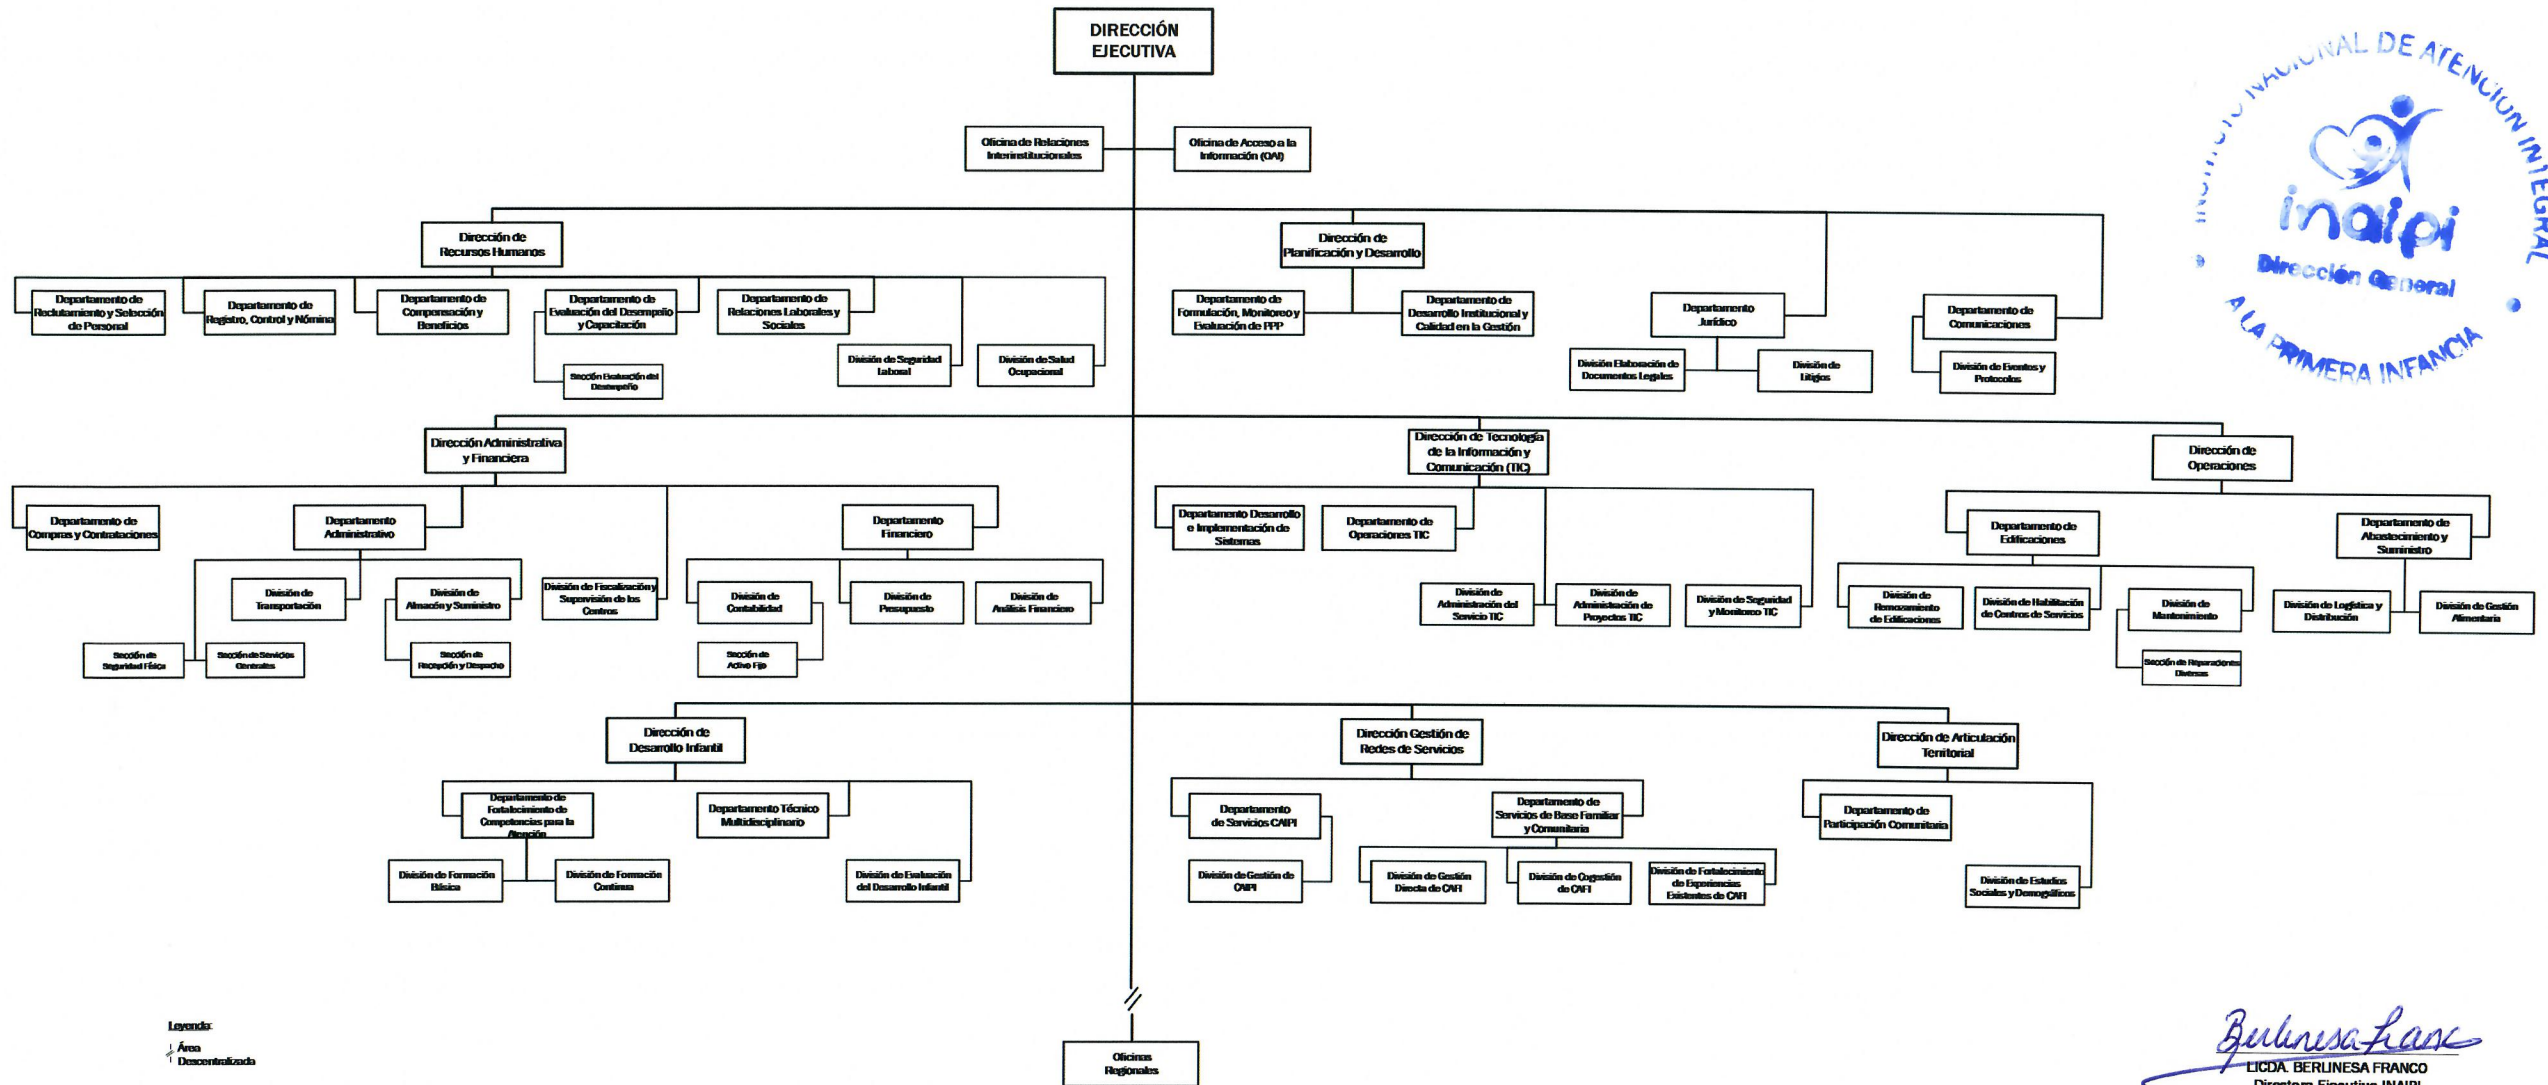 DIRECCIÓN
EJECUTIVA
Oficina de Relaciones
Interinstitucionales
Oficina de Acceso a la
Información (OAI)
Dirección de
Recursos Humanos
Dirección de
Planificación y Desarrollo
Departamento de
Reclutamiento y Selección
de Personal
Departamento de
Registro, Control y Nómina
Departamento de
Compensación y
Beneficios
Departamento de
Evaluación del Desempeño
y Capacitación
Departamento de
Relaciones Laborales y
Sociales
Departamento de
Formulación, Monitoreo y
Evaluación de PPP
Departamento de
Desarrollo Institucional y
Calidad en la Gestión
Departamento
Jurídico
Departamento de
Comunicaciones
Sección Evaluación del
Desempeño
División de Seguridad
Laboral
División de Salud
Ocupacional
División Elaboración de
Documentos Legales
División de
Litigios
División de Eventos y
Protocolos
Dirección Administrativa
y Financiera
Dirección de Tecnología
de la Información y
Comunicación (TIC)
Dirección de
Operaciones
Departamento de
Compras y Contrataciones
Departamento
Administrativo
Departamento
Financiero
Departamento Desarrollo
e Implementación de
Sistemas
Departamento de
Operaciones TIC
Departamento de
Edificaciones
Departamento de
Abastecimiento y
Suministro
División de
Transportación
División de
Almacén y Suministro
División de Fiscalización y
Supervisión de los
Centros
División de
Contabilidad
División de
Presupuesto
División de
Análisis Financiero
División de
Administración del
Servicio TIC
División de
Administración de
Proyectos TIC
División de Seguridad
y Monitoreo TIC
División de
Remozamiento
de Edificaciones
División de Habilitación
de Centros de Servicios
División de
Mantenimiento
División de Logística y
Distribución
División de Gestión
Alimentaria
Sección de
Seguridad Física
Sección de Servicios
Generales
Sección de
Recepción y Despacho
Sección de
Activo Fijo
Sección de Reparaciones
Diversas
Dirección de
Desarrollo Infantil
Dirección Gestión de
Redes de Servicios
Dirección de Articulación
Territorial
Departamento de
Fortalecimiento de
Competencias para la
Atención
Departamento Técnico
Multidisciplinario
Departamento
de Servicios CAIPI
Departamento de
Servicios de Base Familiar
y Comunitaria
Departamento de
Participación Comunitaria
División de Formación
Básica
División de Formación
Continua
División de Evaluación
del Desarrollo Infantil
División de Gestión de
CAIPI
División de Gestión
Directa de CAFI
División de Cogestión
de CAFI
División de Fortalecimiento
de Experiencias
Existentes de CAFI
División de Estudios
Sociales y Demográficos
Oficinas
Regionales
Leyenda:
Área
Descentralizada
INSTITUTO NACIONAL DE ATENCIÓN INTEGRAL
inaipi
Dirección General
A LA PRIMERA INFANCIA
Berlinesa Franco
LICDA. BERLINESA FRANCO
Directora Ejecutiva INAIPI